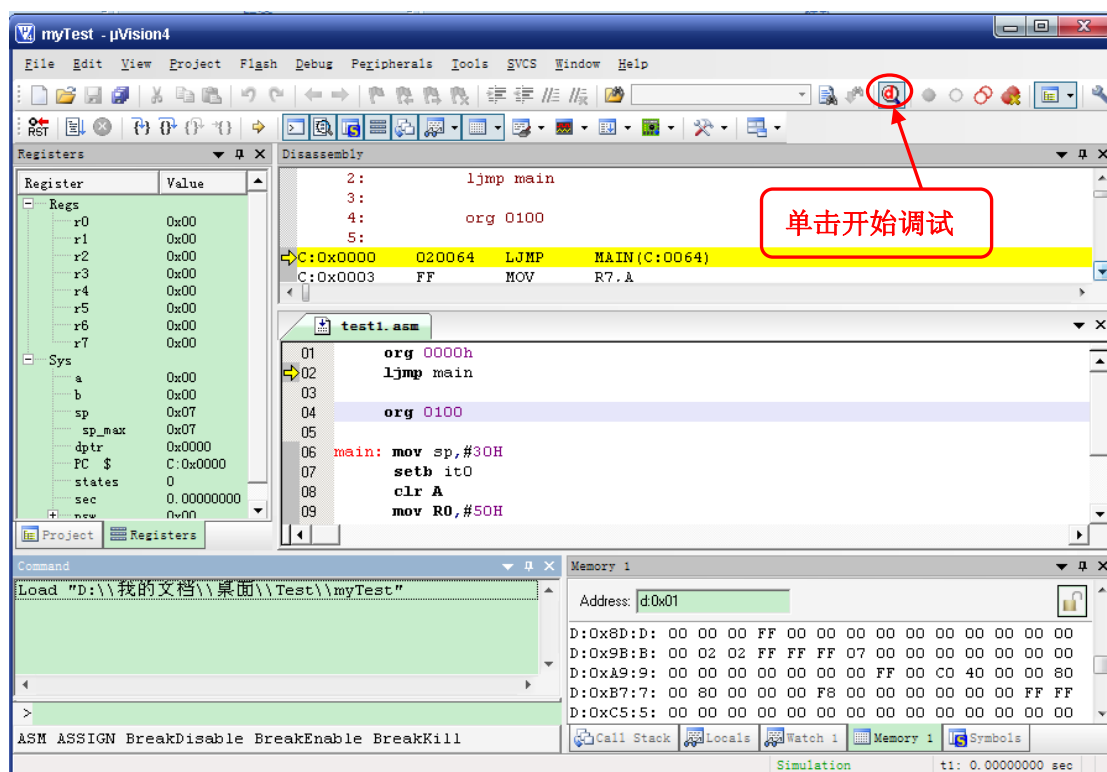 myTest - µVision4
File Edit View Project Flash Debug Peripherals Tools SVCS Window Help
RST
Registers
Disassembly
Register Value
Regs
r0 0x00
r1 0x00
r2 0x00
r3 0x00
r4 0x00
r5 0x00
r6 0x00
r7 0x00
Sys
a 0x00
b 0x00
sp 0x07
sp_max 0x07
dptr 0x0000
PC $ C:0x0000
states 0
sec 0.00000000
psw 0x00
Project Registers
2: ljmp main
3:
4: org 0100
5:
C:0x0000 020064 LJMP MAIN(C:0064)
C:0x0003 FF MOV R7,A
单击开始调试
test1.asm
01 org 0000h
02 ljmp main
03
04 org 0100
05
06 main: mov sp,#30H
07 setb it0
08 clr A
09 mov R0,#50H
Command
Load "D:\\我的文档\\桌面\\Test\\myTest"
>
ASM ASSIGN BreakDisable BreakEnable BreakKill
Memory 1
Address: d:0x01
D:0x8D:D: 00 00 00 FF 00 00 00 00 00 00 00 00 00 00
D:0x9B:B: 00 02 02 FF FF FF 07 00 00 00 00 00 00 00
D:0xA9:9: 00 00 00 00 00 00 00 FF 00 C0 40 00 00 80
D:0xB7:7: 00 80 00 00 00 F8 00 00 00 00 00 00 FF FF
D:0xC5:5: 00 00 00 00 00 00 00 00 00 00 00 00 00 00
Call Stack Locals Watch 1 Memory 1 Symbols
Simulation t1: 0.00000000 sec